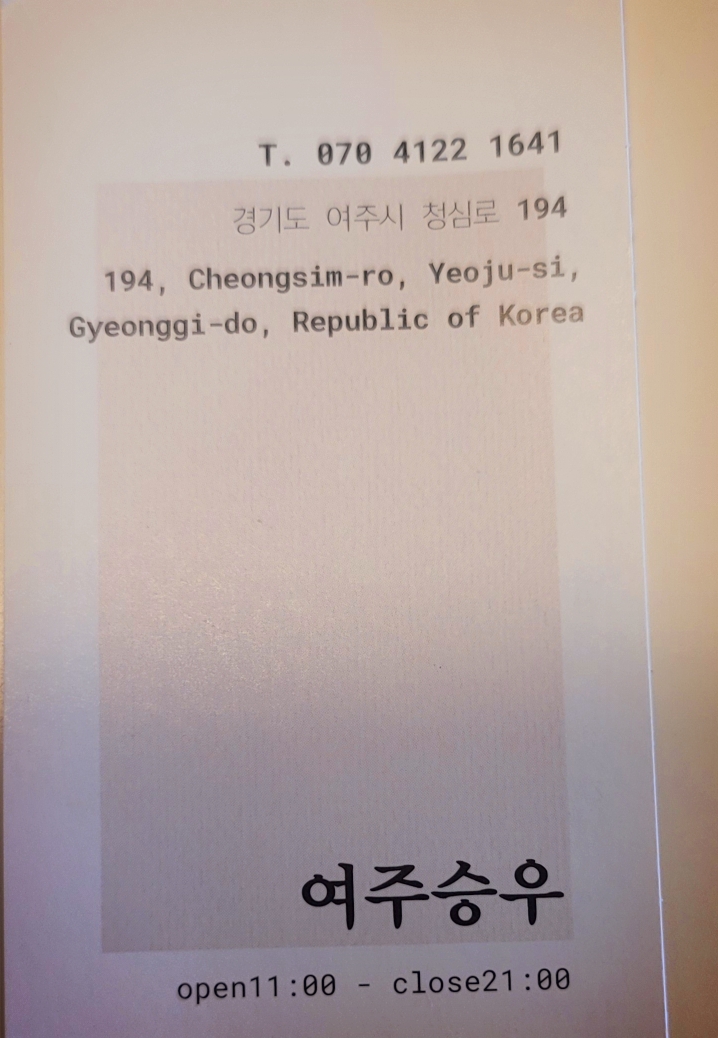 T. 070 4122 1641
경기도 여주시 청심로 194
194, Cheongsim-ro, Yeoju-si,
Gyeonggi-do, Republic of Korea
여주승우
open11:00 - close21:00